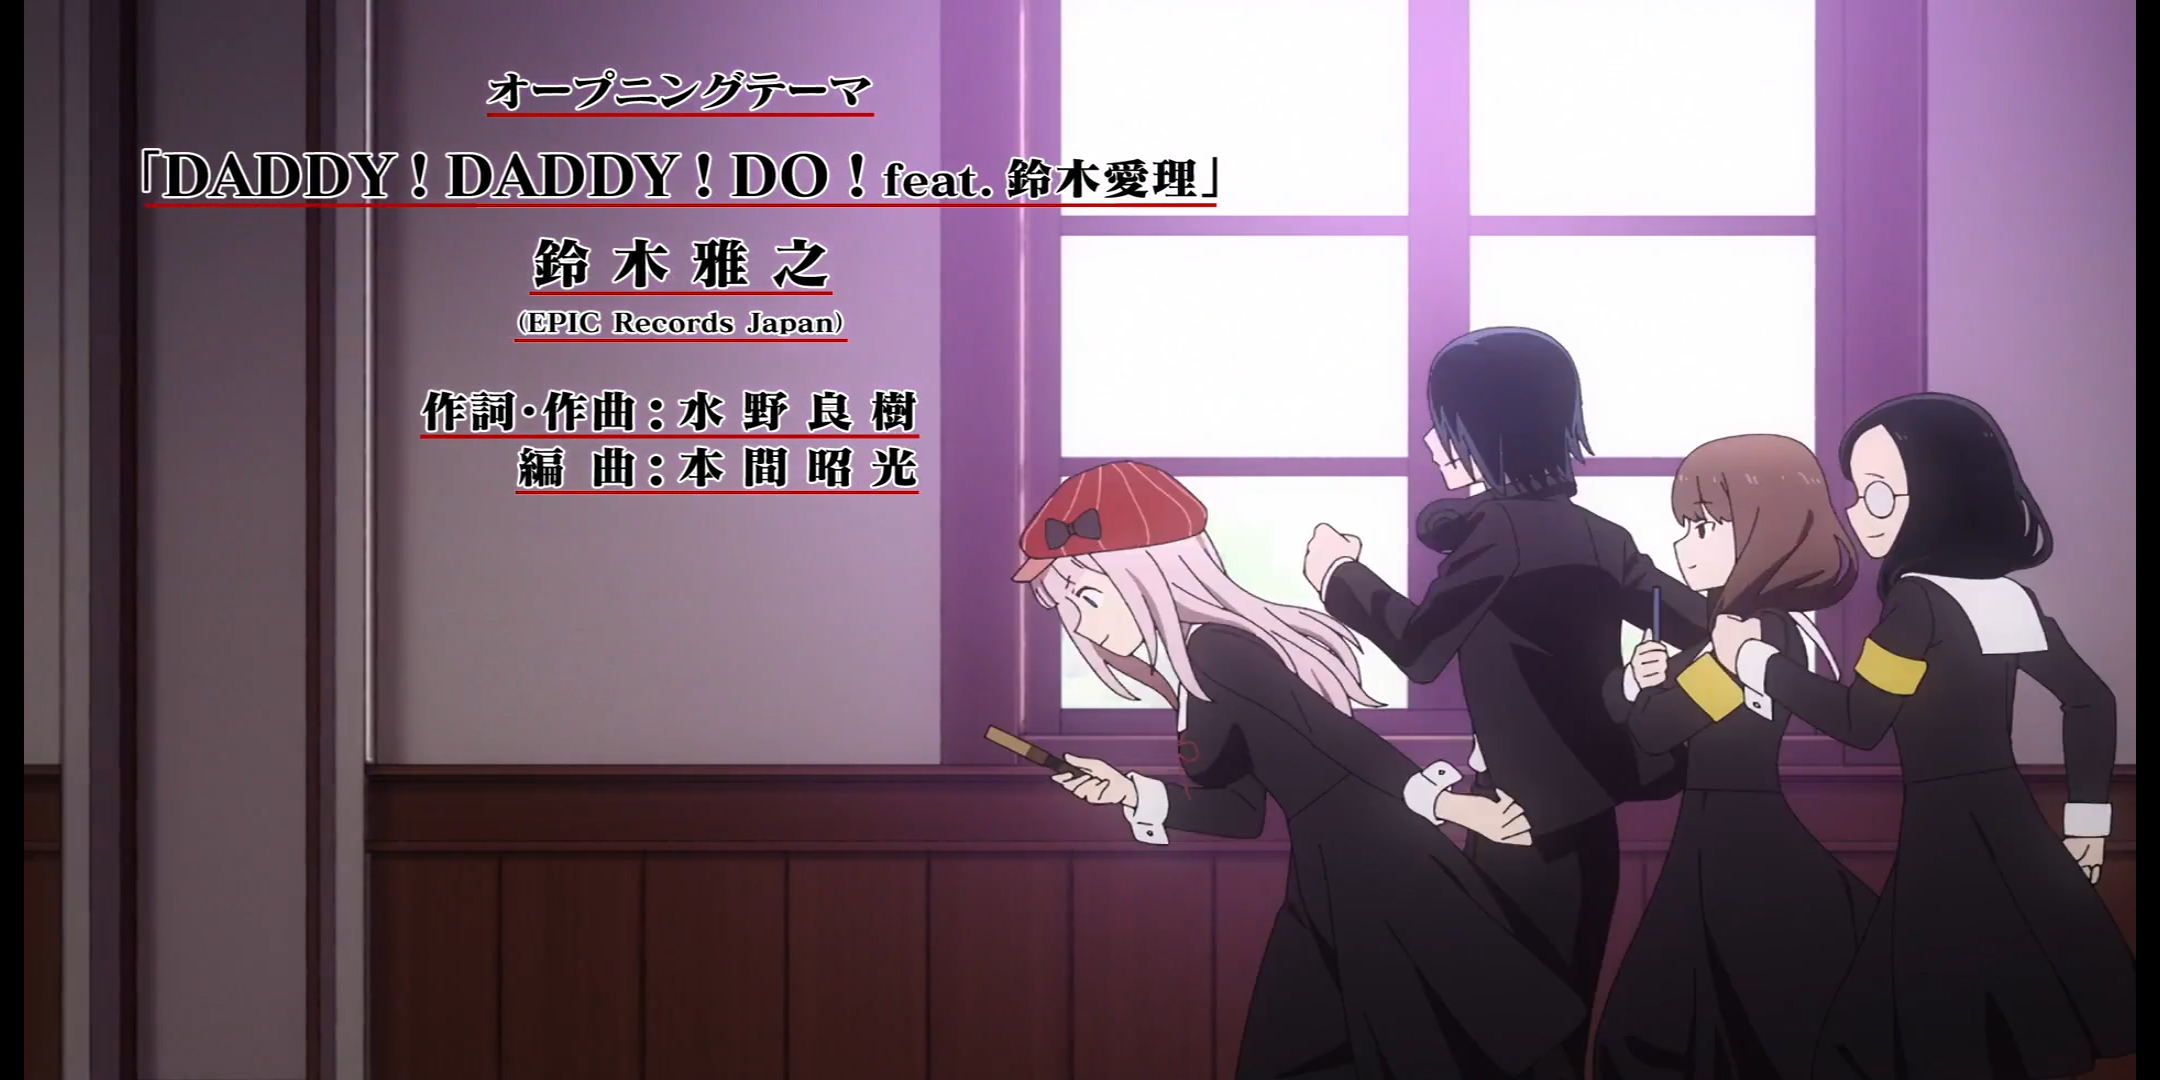 オープニングテーマ
「DADDY！DADDY！DO！feat. 鈴木愛理」
鈴木雅之
(EPIC Records Japan)
作詞・作曲：水野良樹
編曲：本間昭光